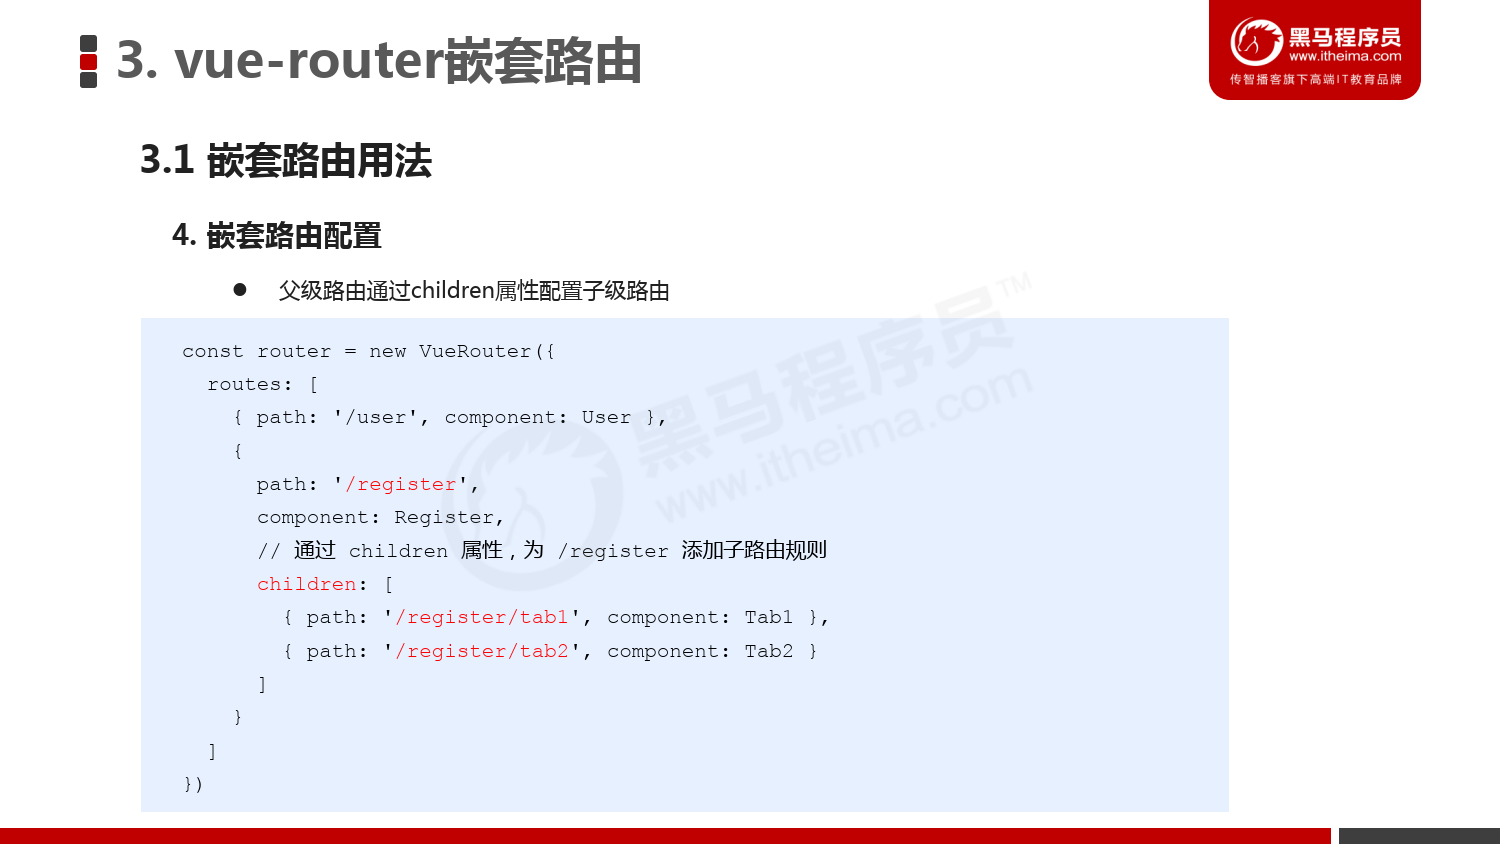 3. vue-router嵌套路由
黑马程序员
www.itheima.com
传智播客旗下高端IT教育品牌
3.1 嵌套路由用法
4. 嵌套路由配置
● 父级路由通过children属性配置子级路由
const router = new VueRouter({
  routes: [
    { path: '/user', component: User },
    {
      path: '/register',
      component: Register,
      // 通过 children 属性，为 /register 添加子路由规则
      children: [
        { path: '/register/tab1', component: Tab1 },
        { path: '/register/tab2', component: Tab2 }
      ]
    }
  ]
})
黑马程序员™
www.itheima.com